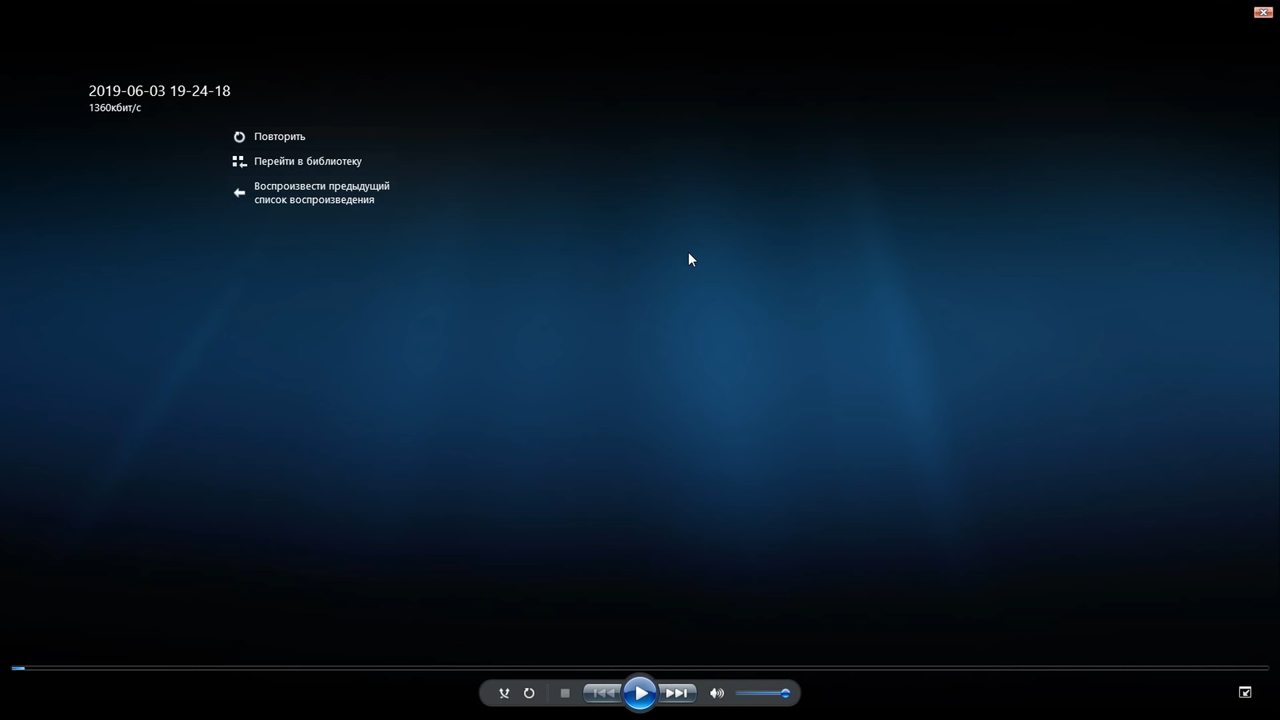 2019-06-03 19-24-18
1360кбит/с
Повторить
Перейти в библиотеку
Воспроизвести предыдущий
список воспроизведения